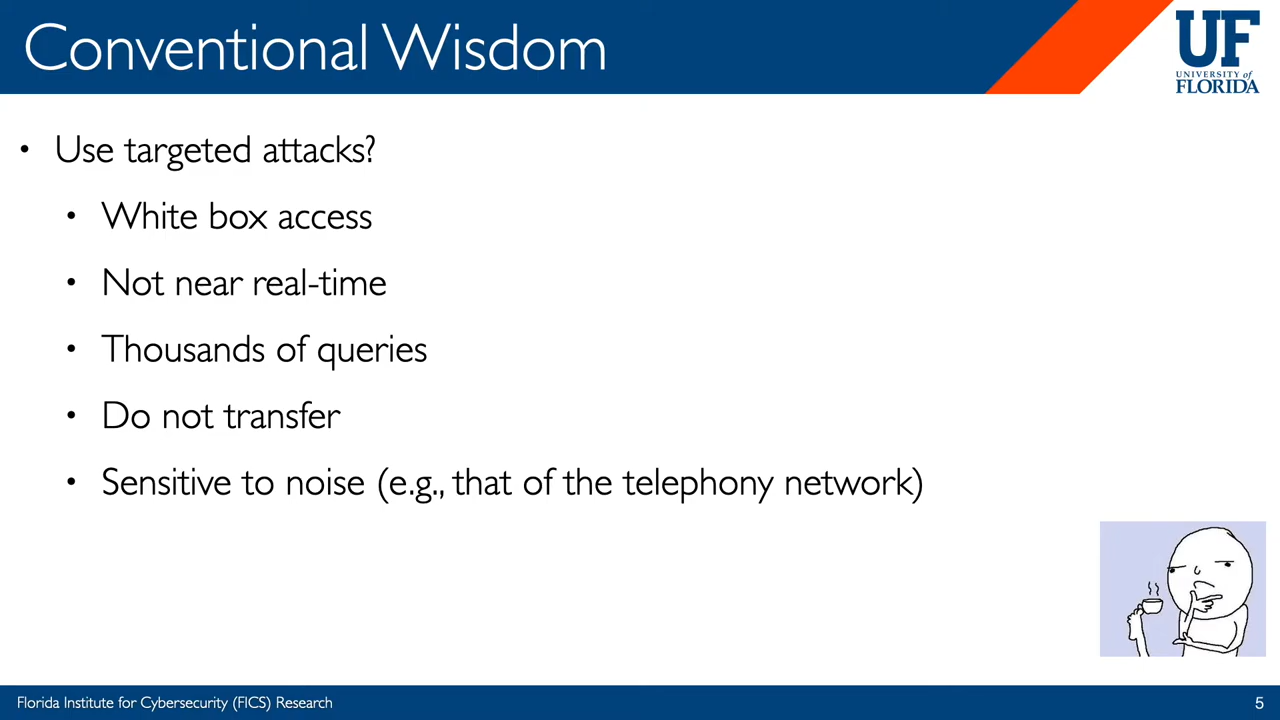 Conventional Wisdom
UF
UNIVERSITY of
FLORIDA
• Use targeted attacks?
• White box access
• Not near real-time
• Thousands of queries
• Do not transfer
• Sensitive to noise (e.g., that of the telephony network)
Florida Institute for Cybersecurity (FICS) Research
5